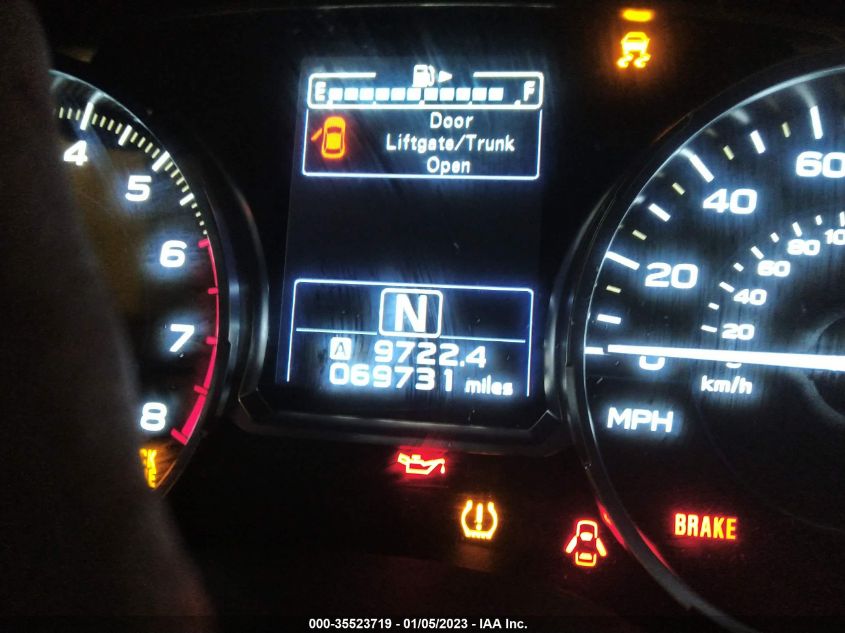 E F
Door
Liftgate/Trunk
Open
4
5
6
7
8
N
A 9722.4
069731 miles
0 20 40 60
20 40 60 80
km/h
MPH
BRAKE
000-35523719 - 01/05/2023 - IAA Inc.